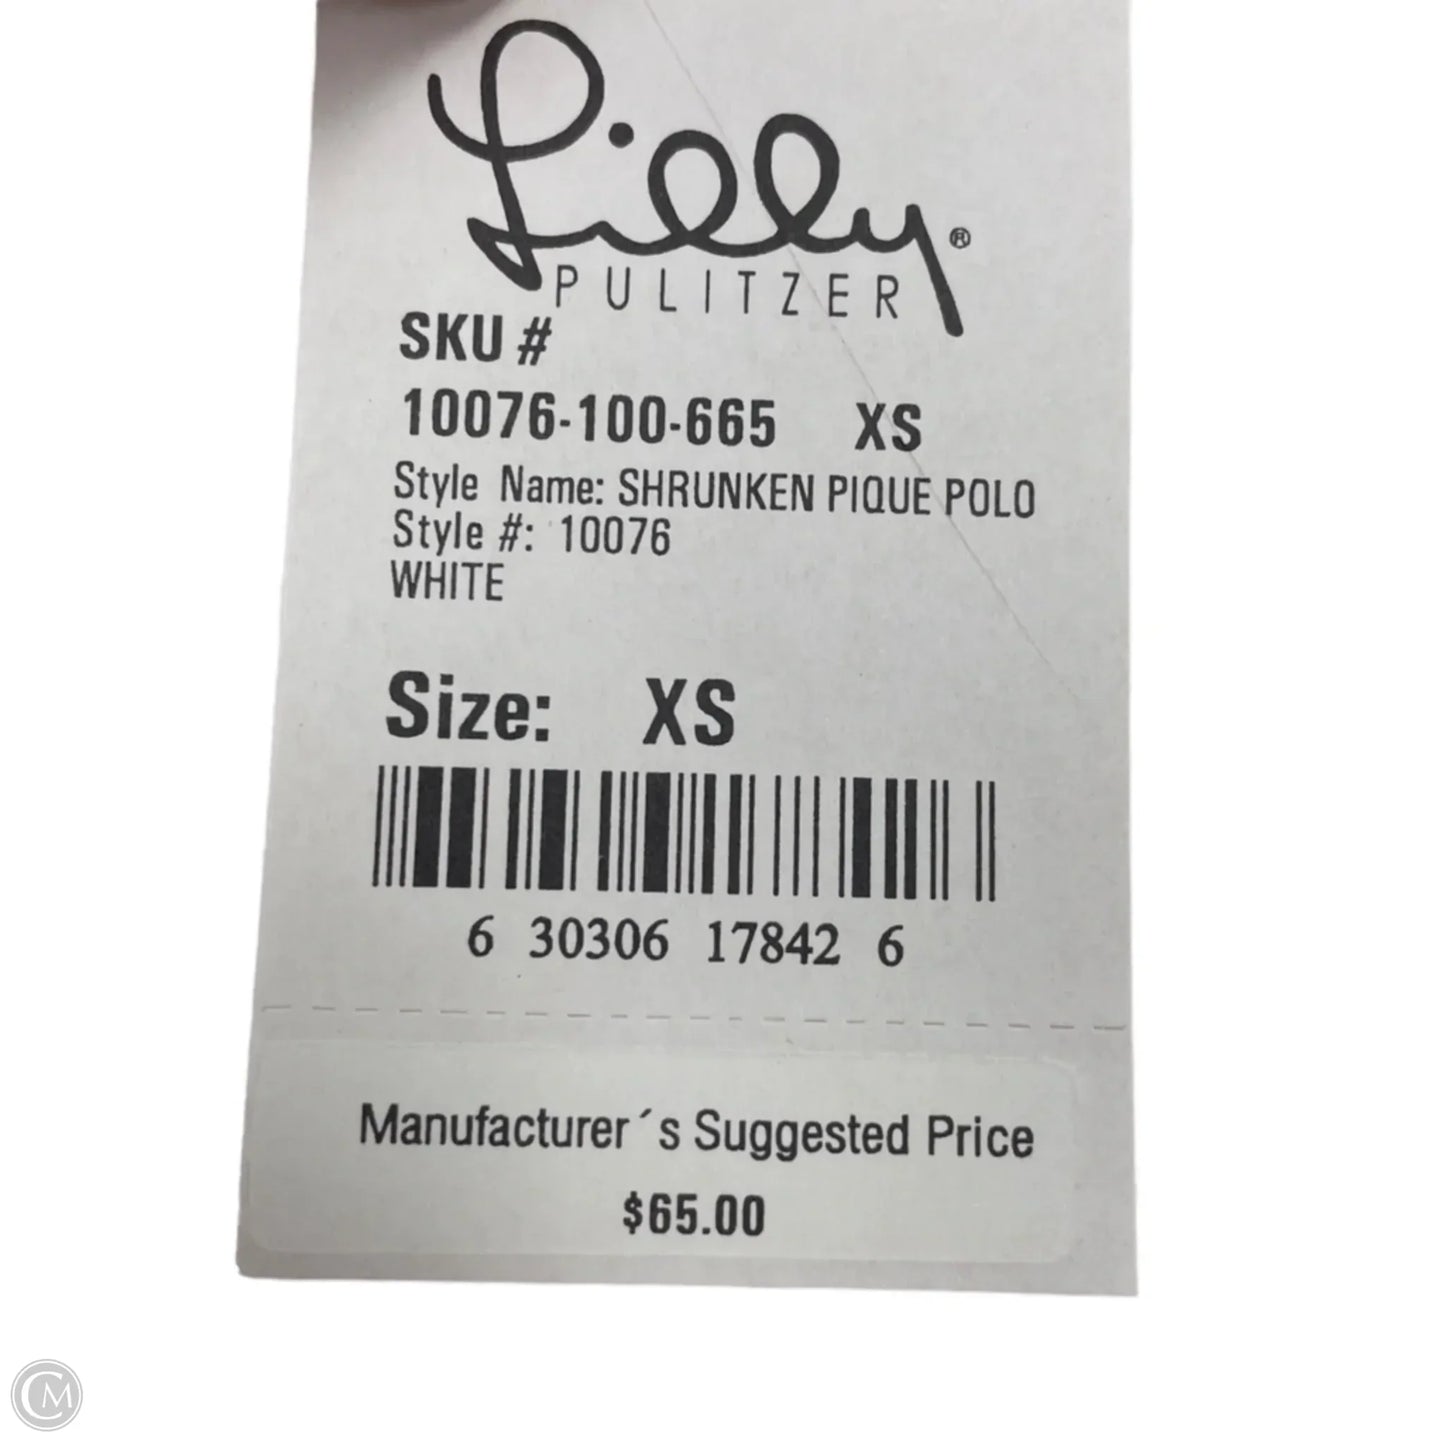 Lilly®
PULITZER
SKU #
10076-100-665 XS
Style Name: SHRUNKEN PIQUE POLO
Style #: 10076
WHITE
Size: XS
6 30306 17842 6
Manufacturer´s Suggested Price
$65.00
CM